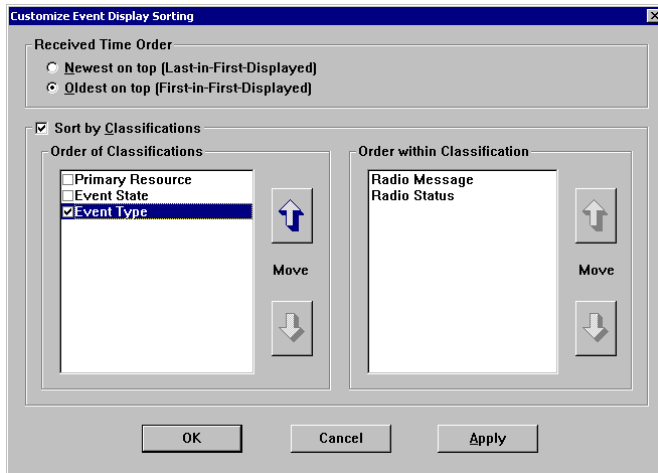 Customize Event Display Sorting
Received Time Order
Newest on top (Last-in-First-Displayed)
Oldest on top (First-in-First-Displayed)
Sort by Classifications
Order of Classifications
Primary Resource
Event State
Event Type
Move
Order within Classification
Radio Message
Radio Status
Move
OK
Cancel
Apply